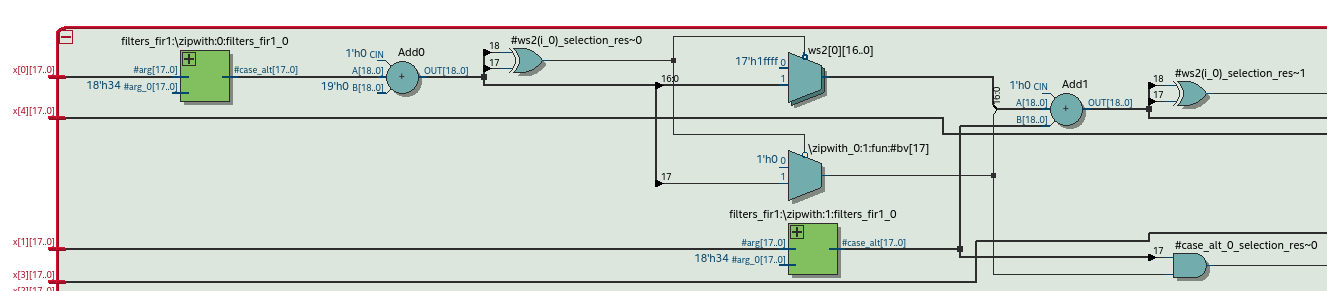 filters_fir1:\zipwith:0:filters_fir1_0
x[0][17..0]
#arg[17..0]
18'h34 #arg_0[17..0]
#case_alt[17..0]
1'h0 CIN
Add0
A[18..0]
19'h0 B[18..0]
OUT[18..0]
#ws2(i_0)_selection_res~0
18
17
16:0
ws2[0][16..0]
17'h1ffff 0
1
16:0
1'h0 CIN
Add1
A[18..0]
B[18..0]
OUT[18..0]
#ws2(i_0)_selection_res~1
18
17
x[4][17..0]
\zipwith_0:1:fun:#bv[17]
1'h0 0
1
17
filters_fir1:\zipwith:1:filters_fir1_0
x[1][17..0]
#arg[17..0]
18'h34 #arg_0[17..0]
#case_alt[17..0]
#case_alt_0_selection_res~0
17
x[3][17..0]